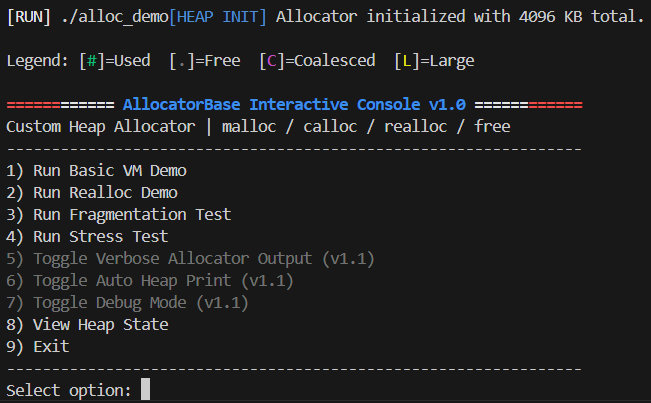 [RUN] ./alloc_demo[HEAP INIT] Allocator initialized with 4096 KB total.
Legend: [#]=Used  [.]=Free  [C]=Coalesced  [L]=Large
============ AllocatorBase Interactive Console v1.0 ============
Custom Heap Allocator | malloc / calloc / realloc / free
----------------------------------------------------------------
1) Run Basic VM Demo
2) Run Realloc Demo
3) Run Fragmentation Test
4) Run Stress Test
5) Toggle Verbose Allocator Output (v1.1)
6) Toggle Auto Heap Print (v1.1)
7) Toggle Debug Mode (v1.1)
8) View Heap State
9) Exit
----------------------------------------------------------------
Select option: